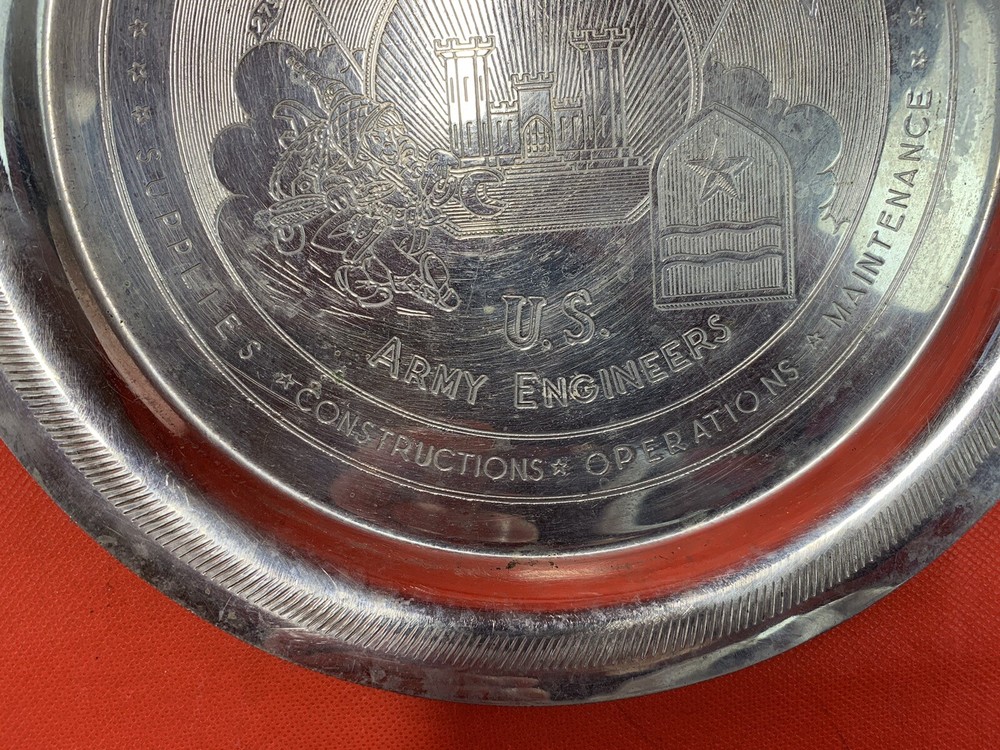 U.S.
ARMY ENGINEERS
SUPPLIES ☆ CONSTRUCTIONS ☆ OPERATIONS ☆ MAINTENANCE